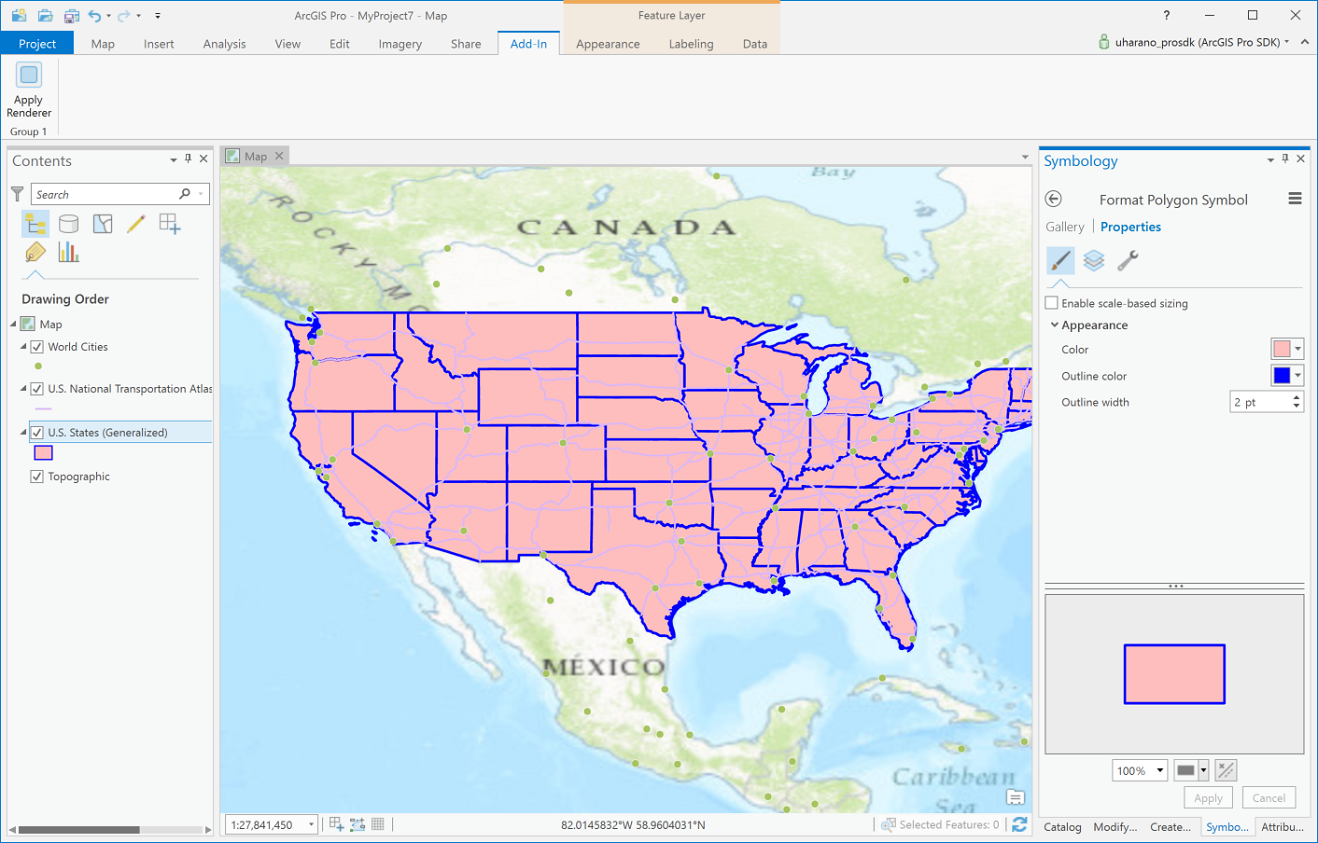 ArcGIS Pro - MyProject7 - Map
Feature Layer
?
Project Map Insert Analysis View Edit Imagery Share Add-In Appearance Labeling Data
uharano_prosdk (ArcGIS Pro SDK)
Apply
Renderer
Group 1
Contents
Search
Drawing Order
Map
World Cities
U.S. National Transportation Atlas
U.S. States (Generalized)
Topographic
Map
Bay
CANADA
ROCKY
MÉXICO
Caribbean
Sea
1:27,841,450
82.0145832°W 58.9604031°N
Selected Features: 0
Symbology
Format Polygon Symbol
Gallery Properties
Enable scale-based sizing
Appearance
Color
Outline color
Outline width 2 pt
100%
Apply Cancel
Catalog Modify... Create... Symbo... Attribu...